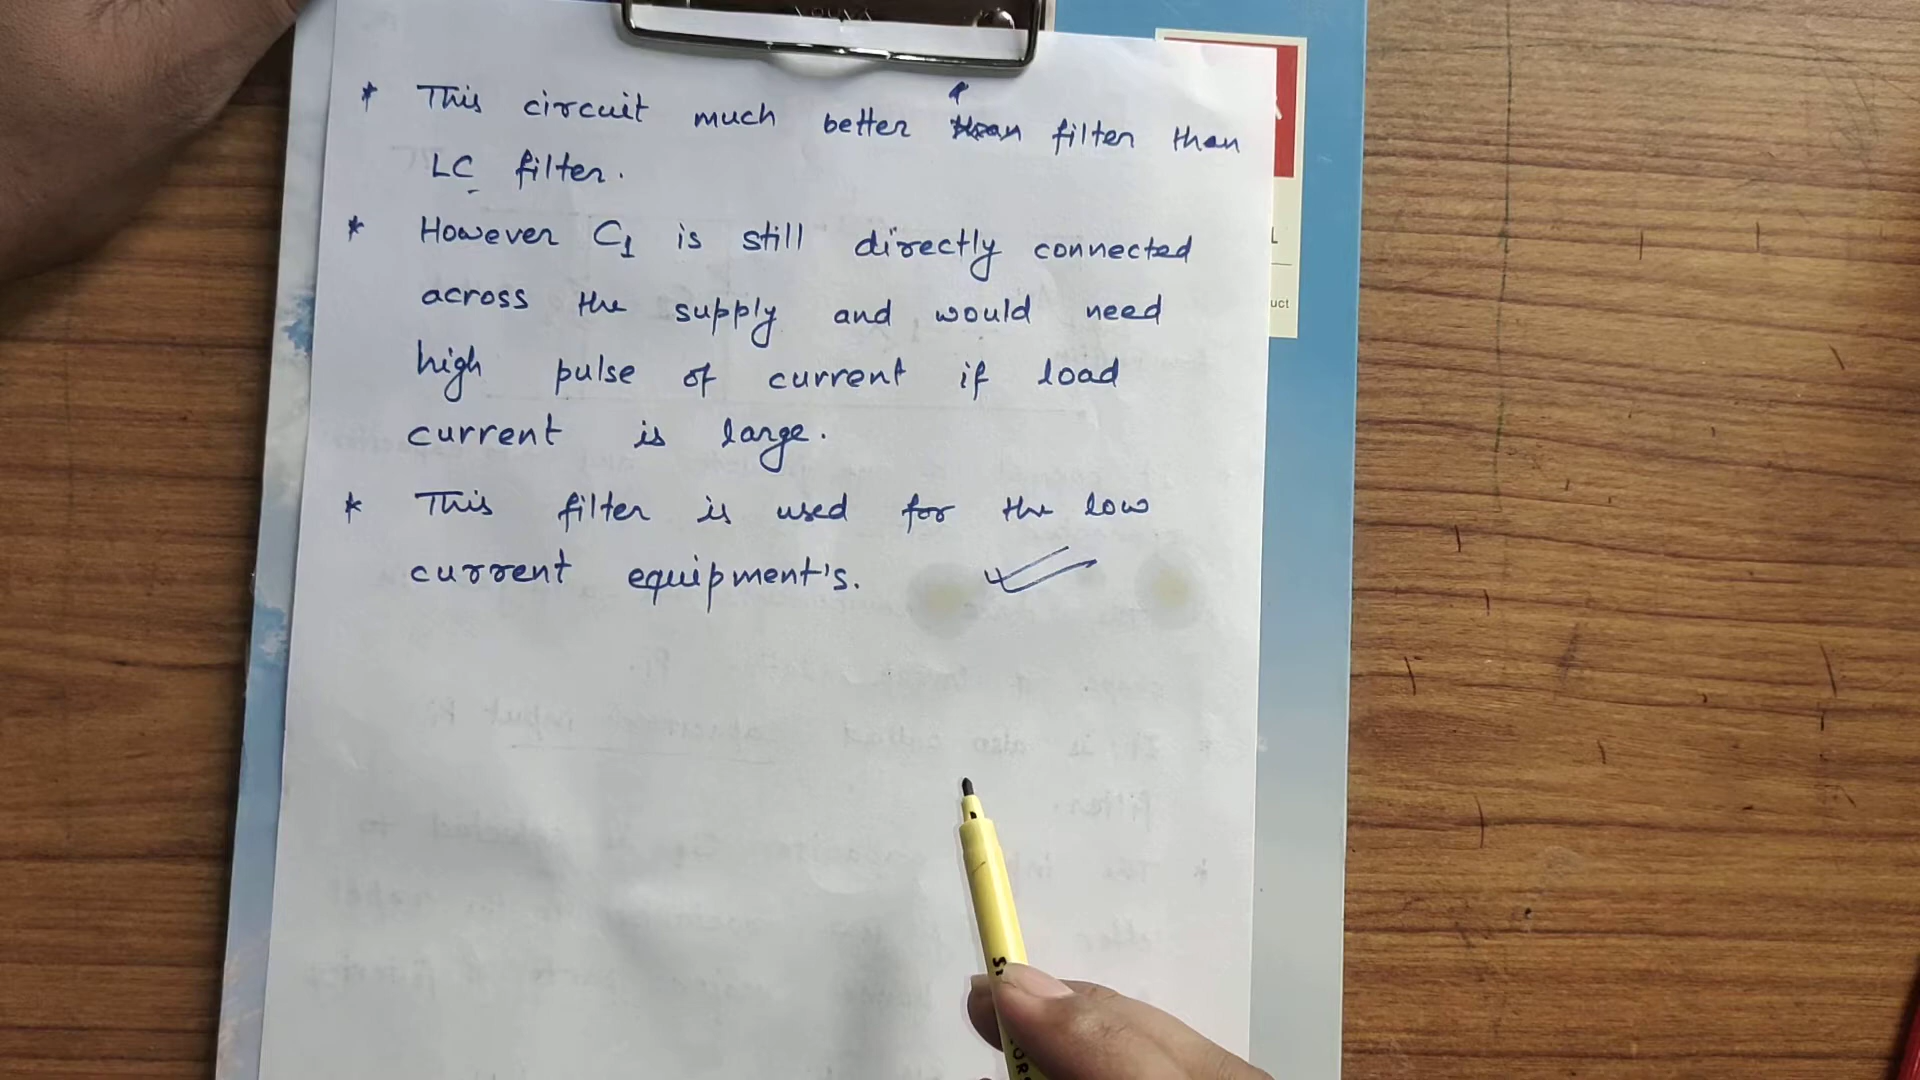 * This circuit much better filter than
LC filter.
* However C1 is still directly connected
across the supply and would need
high pulse of current if load
current is large.
* This filter is used for the low
current equipment's.
L
uct